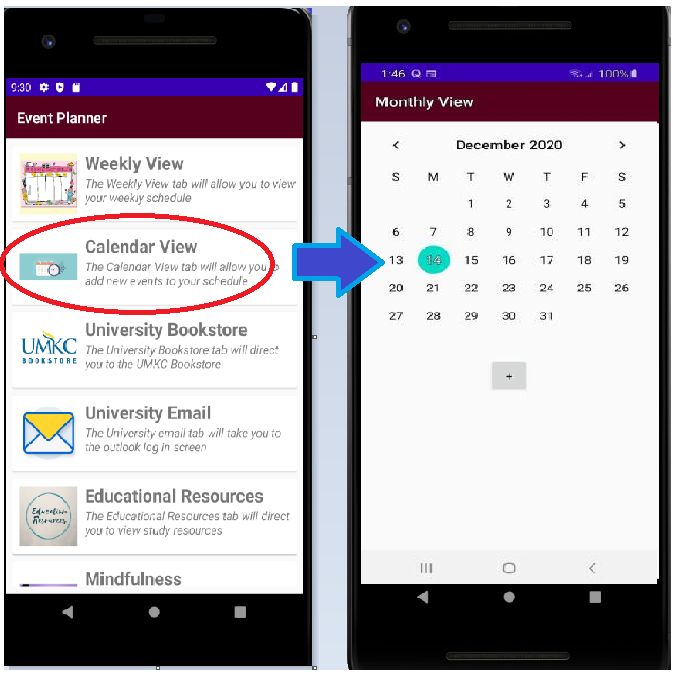 9:30
Event Planner
Weekly View
The Weekly View tab will allow you to view
your weekly schedule
Calendar View
The Calendar View tab will allow you to
add new events to your schedule
UMKC
BOOKSTORE
University Bookstore
The University Bookstore tab will direct
you to the UMKC Bookstore
University Email
The University email tab will take you to
the outlook log in screen
Education
Resources
Educational Resources
The Educational Resources tab will direct
you to view study resources
Mindfulness
1:46 100%
Monthly View
< December 2020 >
S M T W T F S
1 2 3 4 5
6 7 8 9 10 11 12
13 14 15 16 17 18 19
20 21 22 23 24 25 26
27 28 29 30 31
+